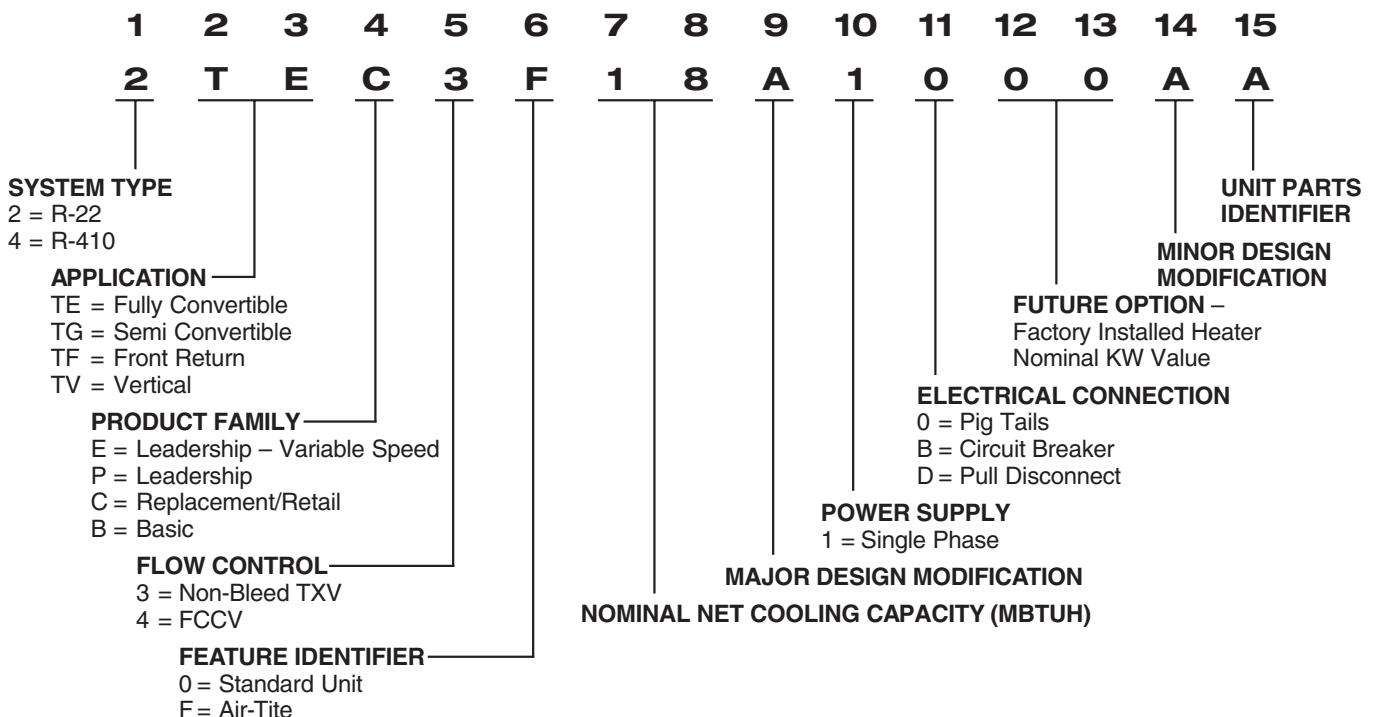 1 2 3 4 5 6 7 8 9 10 11 12 13 14 15
2 T E C 3 F 1 8 A 1 0 0 0 A A
SYSTEM TYPE
2 = R-22
4 = R-410
APPLICATION
TE = Fully Convertible
TG = Semi Convertible
TF = Front Return
TV = Vertical
PRODUCT FAMILY
E = Leadership – Variable Speed
P = Leadership
C = Replacement/Retail
B = Basic
FLOW CONTROL
3 = Non-Bleed TXV
4 = FCCV
FEATURE IDENTIFIER
0 = Standard Unit
F = Air-Tite
NOMINAL NET COOLING CAPACITY (MBTUH)
MAJOR DESIGN MODIFICATION
POWER SUPPLY
1 = Single Phase
ELECTRICAL CONNECTION
0 = Pig Tails
B = Circuit Breaker
D = Pull Disconnect
FUTURE OPTION –
Factory Installed Heater
Nominal KW Value
MINOR DESIGN
MODIFICATION
UNIT PARTS
IDENTIFIER